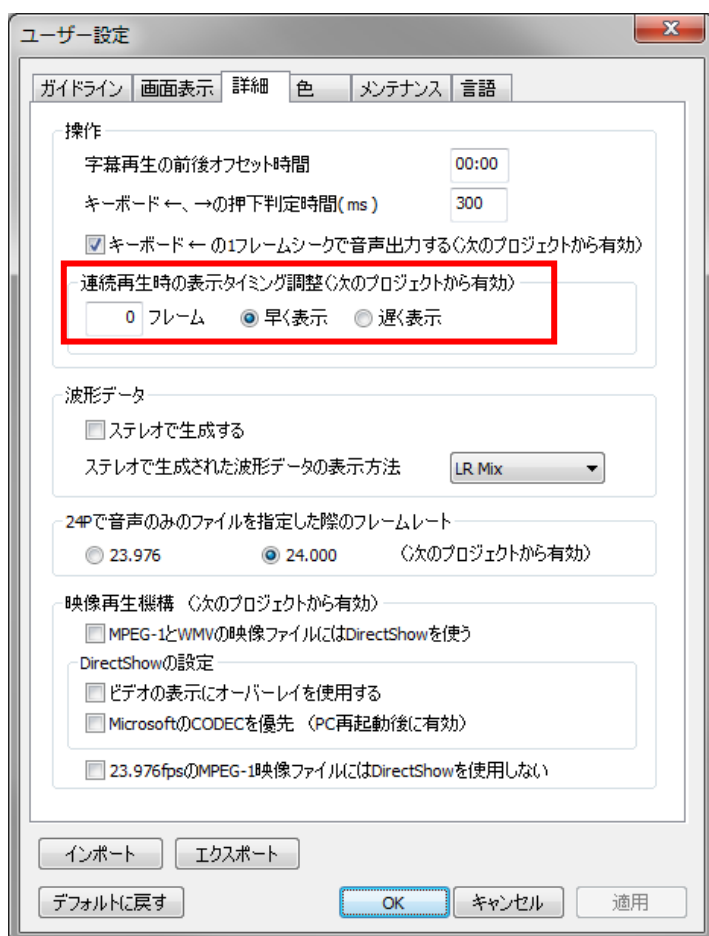 ユーザー設定
ガイドライン 画面表示 詳細 色 メンテナンス 言語
操作
字幕再生の前後オフセット時間 00:00
キーボード←、→の押下判定時間(ms) 300
キーボード←の1フレームシークで音声出力する(次のプロジェクトから有効)
連続再生時の表示タイミング調整(次のプロジェクトから有効)
0 フレーム 早く表示 遅く表示
波形データ
ステレオで生成する
ステレオで生成された波形データの表示方法 LR Mix
24Pで音声のみのファイルを指定した際のフレームレート
23.976 24.000 (次のプロジェクトから有効)
映像再生機構 (次のプロジェクトから有効)
MPEG-1とWMVの映像ファイルにはDirectShowを使う
DirectShowの設定
ビデオの表示にオーバーレイを使用する
MicrosoftのCODECを優先 (PC再起動後に有効)
23.976fpsのMPEG-1映像ファイルにはDirectShowを使用しない
インポート エクスポート
デフォルトに戻す OK キャンセル 適用